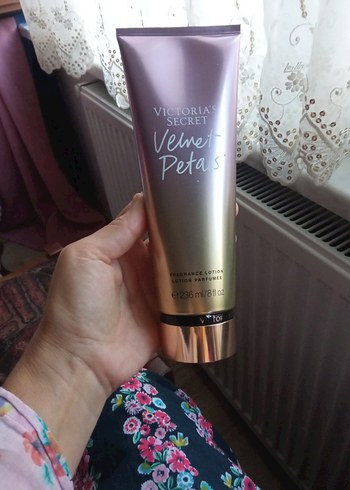 VICTORIA'S
SECRET
Velvet
Petals
FRAGRANCE LOTION
LOTION PARFUMÉE
℮236 ml/8 fl oz